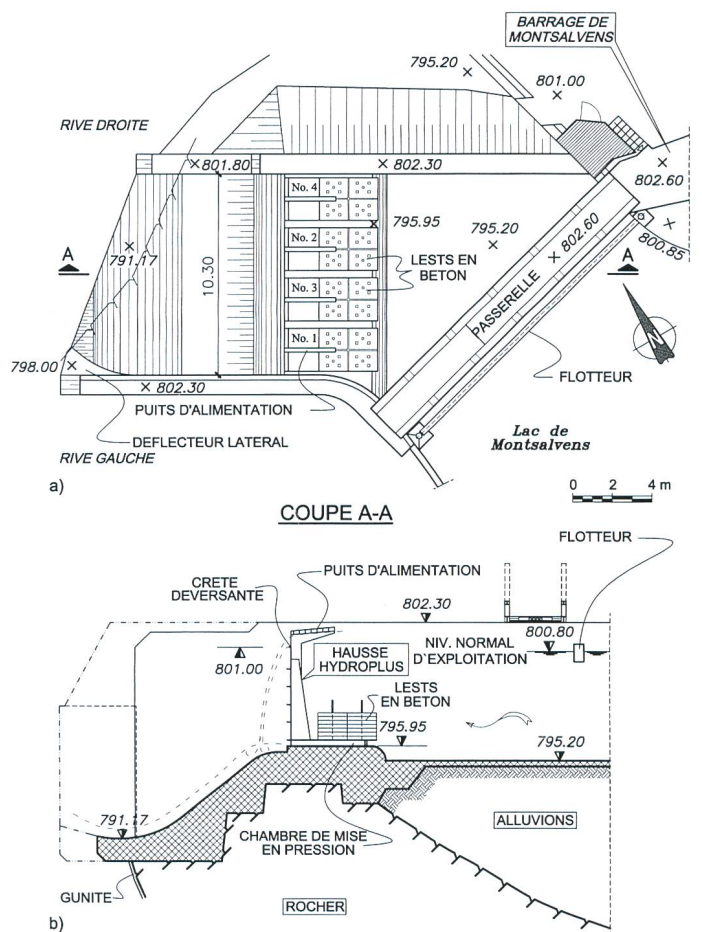 BARRAGE DE
MONTSALVENS
795.20
801.00
RIVE DROITE
801.80
802.30
802.60
No. 4
795.95
795.20
802.60
800.85
A
791.17
No. 2
LESTS EN
BETON
A
10.30
No. 3
PASSERELLE
N
No. 1
798.00
802.30
FLOTTEUR
PUITS D'ALIMENTATION
DEFLECTEUR LATERAL
Lac de
Montsalvens
RIVE GAUCHE
a)
0 2 4 m
COUPE A-A
FLOTTEUR
PUITS D'ALIMENTATION
CRETE
DEVERSANTE
802.30
800.80
NIV. NORMAL
D`EXPLOITATION
HAUSSE
HYDROPLUS
801.00
LESTS
EN BETON
795.95
795.20
791.17
ALLUVIONS
CHAMBRE DE MISE
EN PRESSION
GUNITE
ROCHER
b)